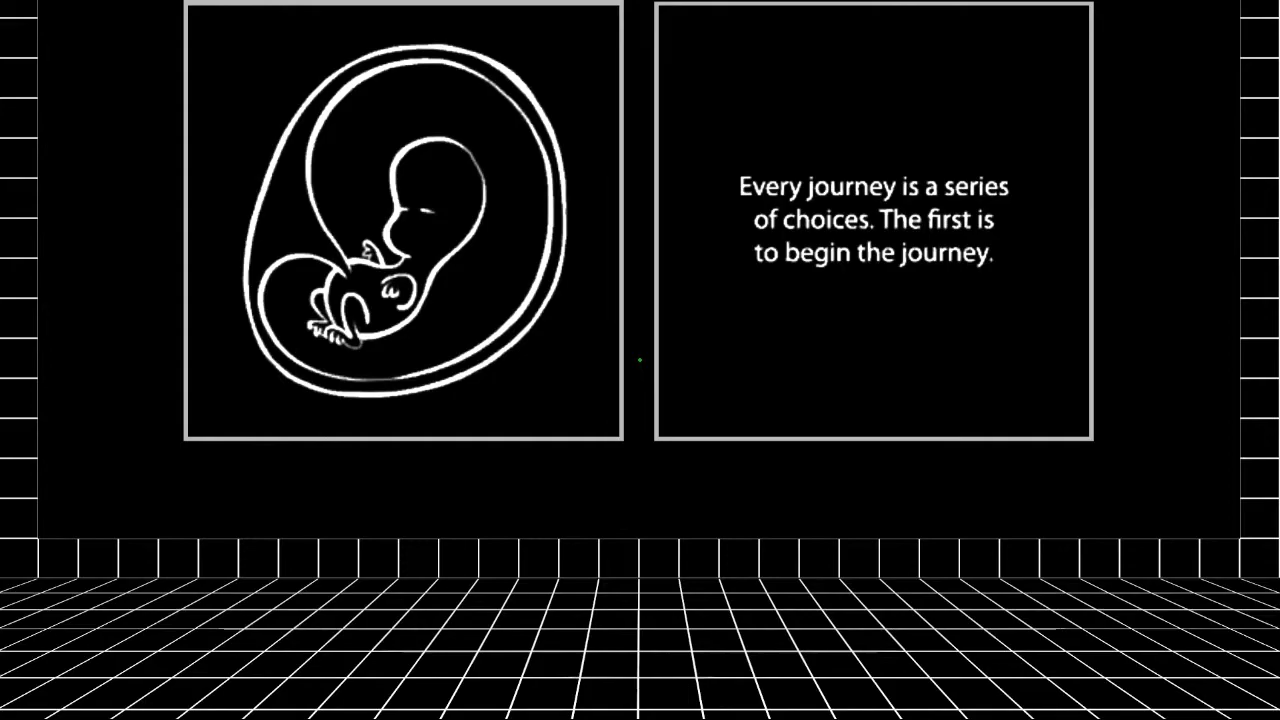 Every journey is a series
of choices. The first is
to begin the journey.